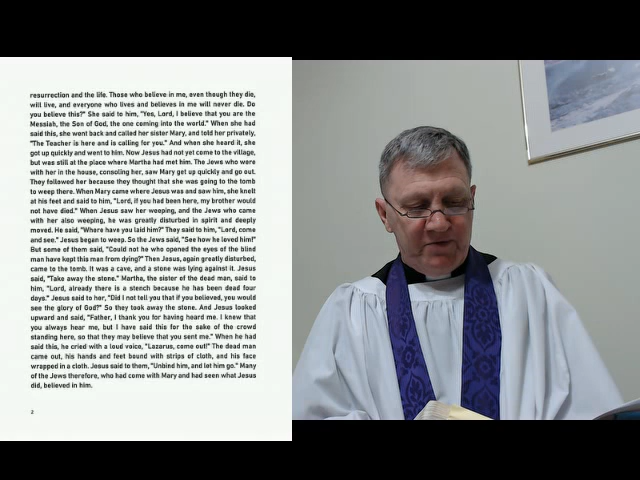 resurrection and the life. Those who believe in me, even though they die,
will live, and everyone who lives and believes in me will never die. Do
you believe this?" She said to him, "Yes, Lord, I believe that you are the
Messiah, the Son of God, the one coming into the world." When she had
said this, she went back and called her sister Mary, and told her privately,
"The Teacher is here and is calling for you." And when she heard it, she
got up quickly and went to him. Now Jesus had not yet come to the village,
but was still at the place where Martha had met him. The Jews who were
with her in the house, consoling her, saw Mary get up quickly and go out.
They followed her because they thought that she was going to the tomb
to weep there. When Mary came where Jesus was and saw him, she knelt
at his feet and said to him, "Lord, if you had been here, my brother would
not have died." When Jesus saw her weeping, and the Jews who came
with her also weeping, he was greatly disturbed in spirit and deeply
moved. He said, "Where have you laid him?" They said to him, "Lord, come
and see." Jesus began to weep. So the Jews said, "See how he loved him!"
But some of them said, "Could not he who opened the eyes of the blind
man have kept this man from dying?" Then Jesus, again greatly disturbed,
came to the tomb. It was a cave, and a stone was lying against it. Jesus
said, "Take away the stone." Martha, the sister of the dead man, said to
him, "Lord, already there is a stench because he has been dead four
days." Jesus said to her, "Did I not tell you that if you believed, you would
see the glory of God?" So they took away the stone. And Jesus looked
upward and said, "Father, I thank you for having heard me. I knew that
you always hear me, but I have said this for the sake of the crowd
standing here, so that they may believe that you sent me." When he had
said this, he cried with a loud voice, "Lazarus, come out!" The dead man
came out, his hands and feet bound with strips of cloth, and his face
wrapped in a cloth. Jesus said to them, "Unbind him, and let him go." Many
of the Jews therefore, who had come with Mary and had seen what Jesus
did, believed in him.
2